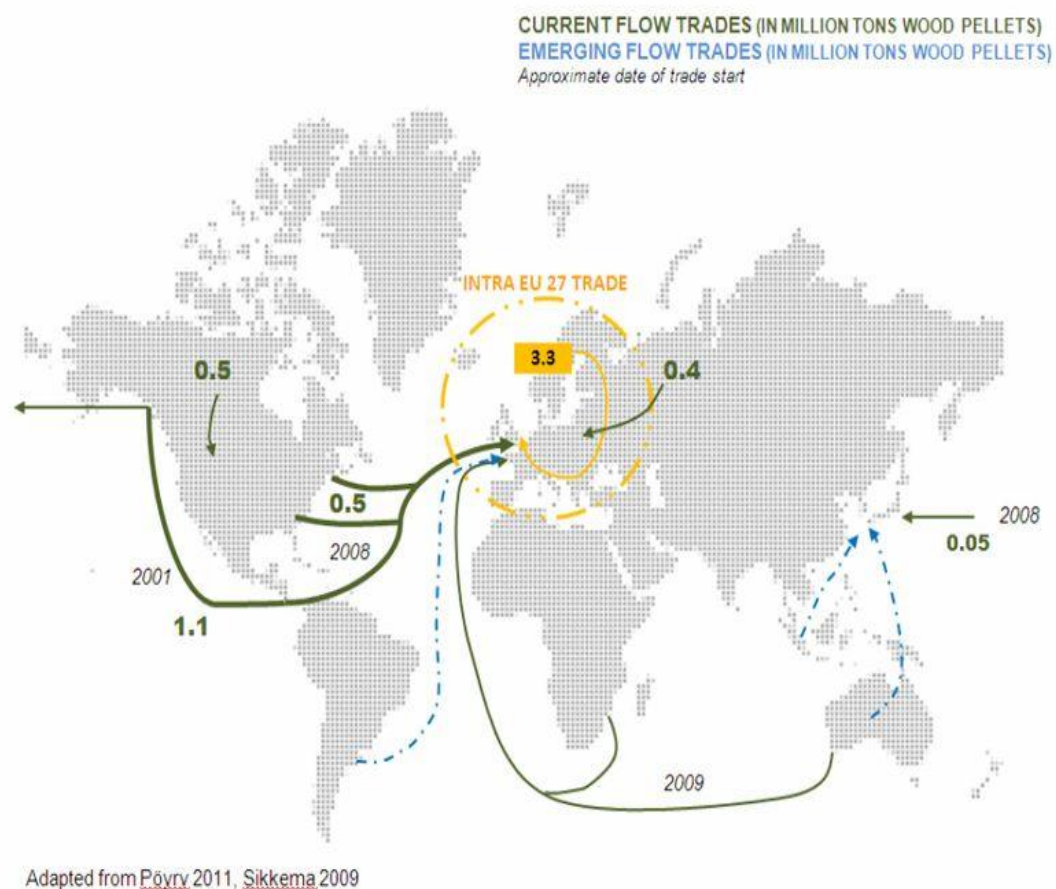 CURRENT FLOW TRADES (IN MILLION TONS WOOD PELLETS)
EMERGING FLOW TRADES (IN MILLION TONS WOOD PELLETS)
Approximate date of trade start
INTRA EU 27 TRADE
3.3
0.5
0.4
0.5
2008
2008
0.05
2001
1.1
2009
Adapted from Pöyry 2011, Sikkema 2009